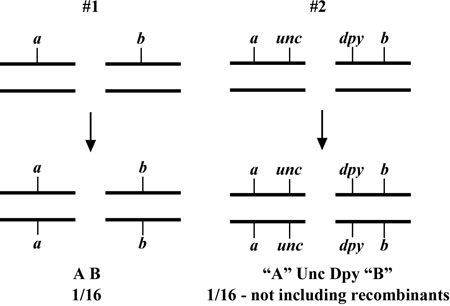 #1 #2
a b a unc dpy b
a b a unc dpy b
a b a unc dpy b
A B “A” Unc Dpy “B”
1/16 1/16 - not including recombinants